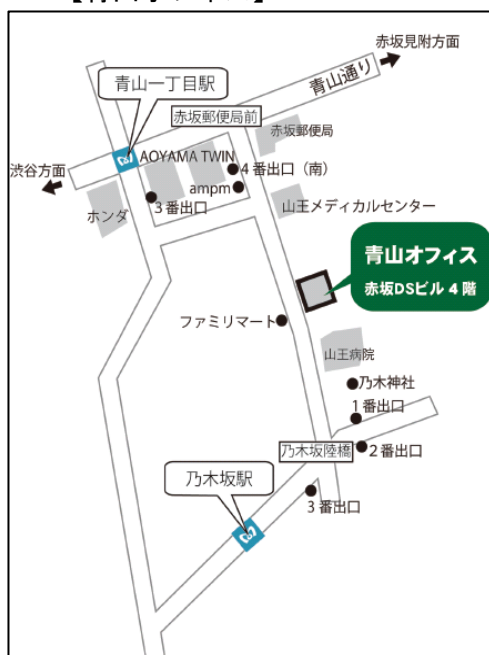 赤坂見附方面
青山通り
青山一丁目駅
赤坂郵便局前
赤坂郵便局
渋谷方面
AOYAMA TWIN
4番出口（南）
ampm
3番出口
ホンダ
山王メディカルセンター
青山オフィス
赤坂DSビル 4階
ファミリマート
山王病院
乃木神社
1番出口
乃木坂陸橋
2番出口
乃木坂駅
3番出口